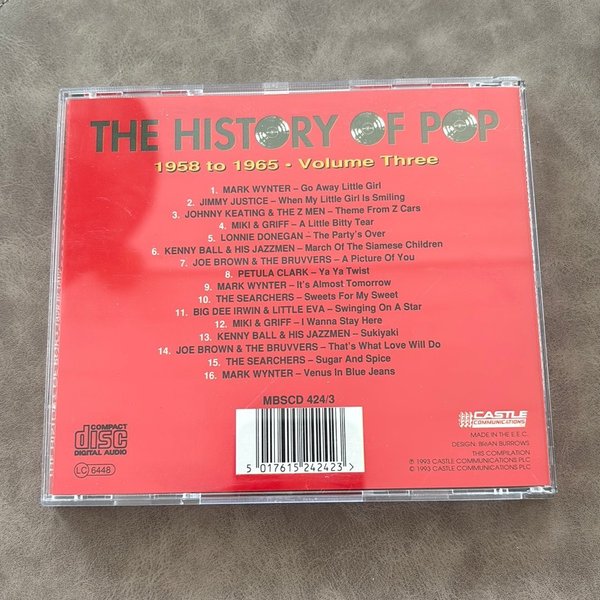 THE HISTORY OF POP
1958 to 1965 - Volume Three
1. MARK WYNTER – Go Away Little Girl
2. JIMMY JUSTICE – When My Little Girl Is Smiling
3. JOHNNY KEATING & THE Z MEN – Theme From Z Cars
4. MIKI & GRIFF – A Little Bitty Tear
5. LONNIE DONEGAN – The Party's Over
6. KENNY BALL & HIS JAZZMEN – March Of The Siamese Children
7. JOE BROWN & THE BRUVVERS – A Picture Of You
8. PETULA CLARK – Ya Ya Twist
9. MARK WYNTER – It's Almost Tomorrow
10. THE SEARCHERS – Sweets For My Sweet
11. BIG DEE IRWIN & LITTLE EVA – Swinging On A Star
12. MIKI & GRIFF – I Wanna Stay Here
13. KENNY BALL & HIS JAZZMEN – Sukiyaki
14. JOE BROWN & THE BRUVVERS – That's What Love Will Do
15. THE SEARCHERS – Sugar And Spice
16. MARK WYNTER – Venus In Blue Jeans
MBSCD 424/3
COMPACT
disc
DIGITAL AUDIO
LC 6448
5 017615 242423 >
CASTLE
COMMUNICATIONS
MADE IN THE E.E.C.
DESIGN: BRIAN BURROWS
THIS COMPILATION
℗ 1993 CASTLE COMMUNICATIONS PLC
© 1993 CASTLE COMMUNICATIONS PLC